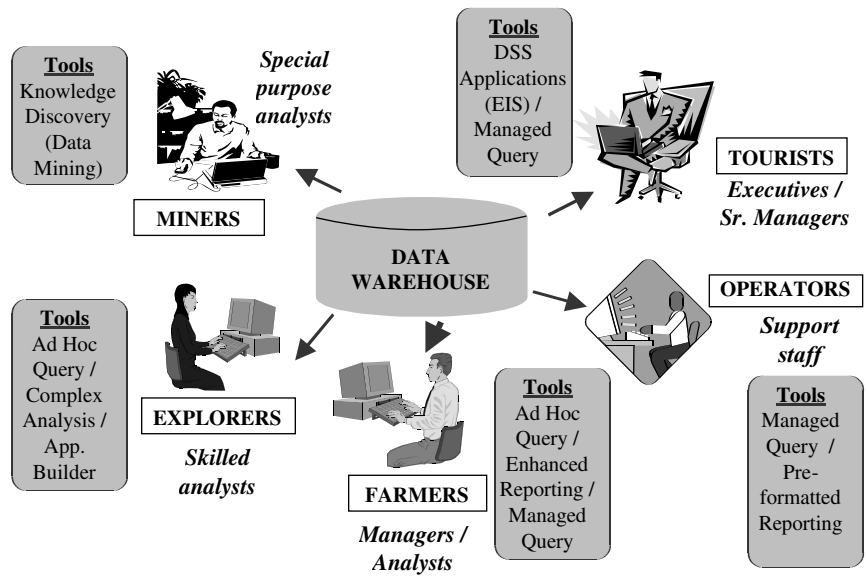 Tools
Knowledge
Discovery
(Data
Mining)
Special
purpose
analysts
MINERS
Tools
DSS
Applications
(EIS) /
Managed
Query
TOURISTS
Executives /
Sr. Managers
DATA
WAREHOUSE
OPERATORS
Support
staff
Tools
Managed
Query /
Pre-
formatted
Reporting
Tools
Ad Hoc
Query /
Complex
Analysis /
App.
Builder
EXPLORERS
Skilled
analysts
FARMERS
Managers /
Analysts
Tools
Ad Hoc
Query /
Enhanced
Reporting /
Managed
Query